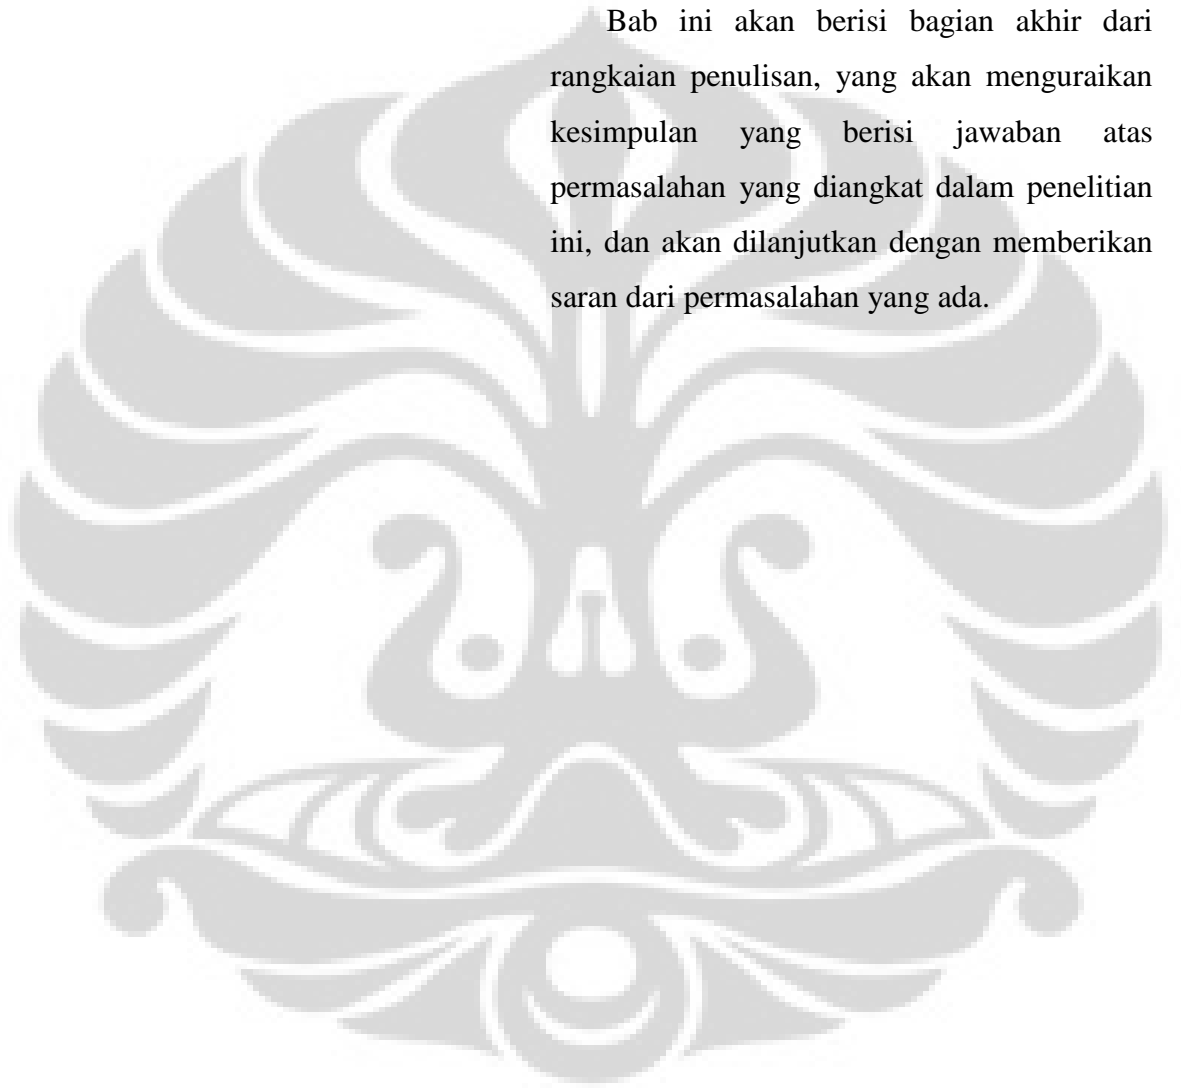 Bab ini akan berisi bagian akhir dari
rangkaian penulisan, yang akan menguraikan
kesimpulan yang berisi jawaban atas
permasalahan yang diangkat dalam penelitian
ini, dan akan dilanjutkan dengan memberikan
saran dari permasalahan yang ada.